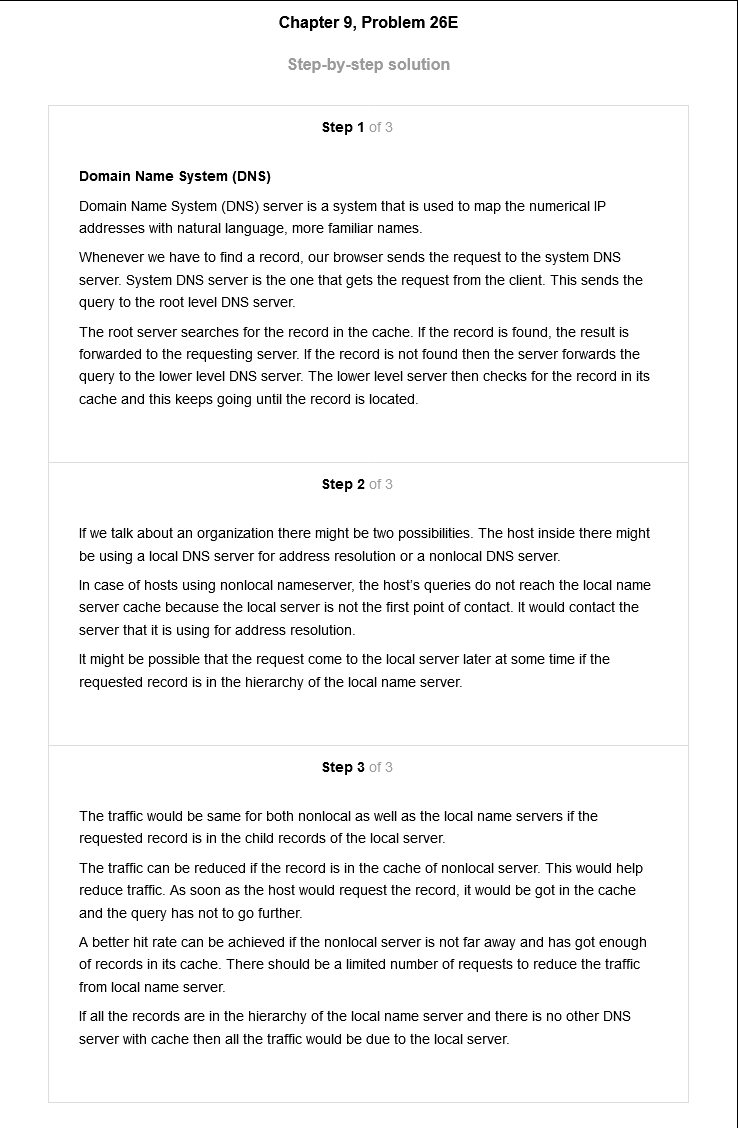 Chapter 9, Problem 26E
Step-by-step solution
Step 1 of 3
Domain Name System (DNS)
Domain Name System (DNS) server is a system that is used to map the numerical IP
addresses with natural language, more familiar names.
Whenever we have to find a record, our browser sends the request to the system DNS
server. System DNS server is the one that gets the request from the client. This sends the
query to the root level DNS server.
The root server searches for the record in the cache. If the record is found, the result is
forwarded to the requesting server. If the record is not found then the server forwards the
query to the lower level DNS server. The lower level server then checks for the record in its
cache and this keeps going until the record is located.
Step 2 of 3
If we talk about an organization there might be two possibilities. The host inside there might
be using a local DNS server for address resolution or a nonlocal DNS server.
In case of hosts using nonlocal nameserver, the host's queries do not reach the local name
server cache because the local server is not the first point of contact. It would contact the
server that it is using for address resolution.
It might be possible that the request come to the local server later at some time if the
requested record is in the hierarchy of the local name server.
Step 3 of 3
The traffic would be same for both nonlocal as well as the local name servers if the
requested record is in the child records of the local server.
The traffic can be reduced if the record is in the cache of nonlocal server. This would help
reduce traffic. As soon as the host would request the record, it would be got in the cache
and the query has not to go further.
A better hit rate can be achieved if the nonlocal server is not far away and has got enough
of records in its cache. There should be a limited number of requests to reduce the traffic
from local name server.
If all the records are in the hierarchy of the local name server and there is no other DNS
server with cache then all the traffic would be due to the local server.